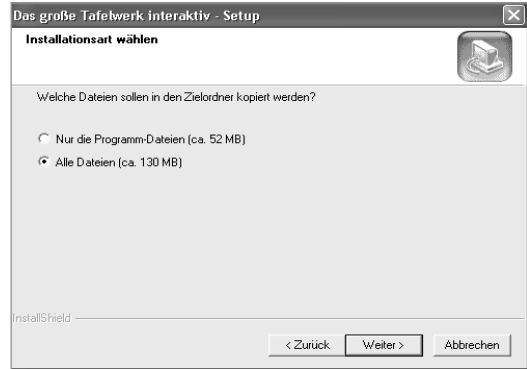 Das große Tafelwerk interaktiv - Setup
Installationsart wählen
Welche Dateien sollen in den Zielordner kopiert werden?
Nur die Programm-Dateien (ca. 52 MB)
Alle Dateien (ca. 130 MB)
InstallShield
< Zurück Weiter > Abbrechen